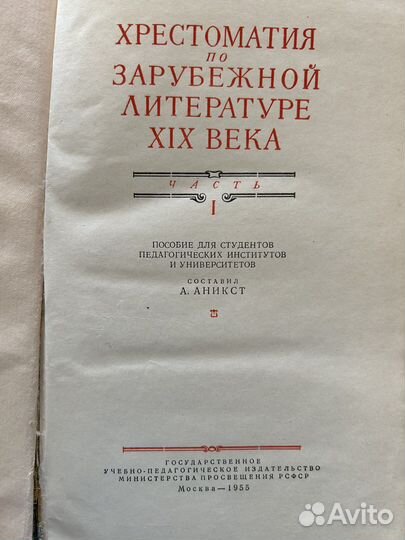 ХРЕСТОМАТИЯ
ПО
ЗАРУБЕЖНОЙ
ЛИТЕРАТУРЕ
XIX ВЕКА
ЧАСТЬ
I
ПОСОБИЕ ДЛЯ СТУДЕНТОВ
ПЕДАГОГИЧЕСКИХ ИНСТИТУТОВ
И УНИВЕРСИТЕТОВ
СОСТАВИЛ
А. АНИКСТ
ГОСУДАРСТВЕННОЕ
УЧЕБНО-ПЕДАГОГИЧЕСКОЕ ИЗДАТЕЛЬСТВО
МИНИСТЕРСТВА ПРОСВЕЩЕНИЯ РСФСР
Москва—1955
Avito